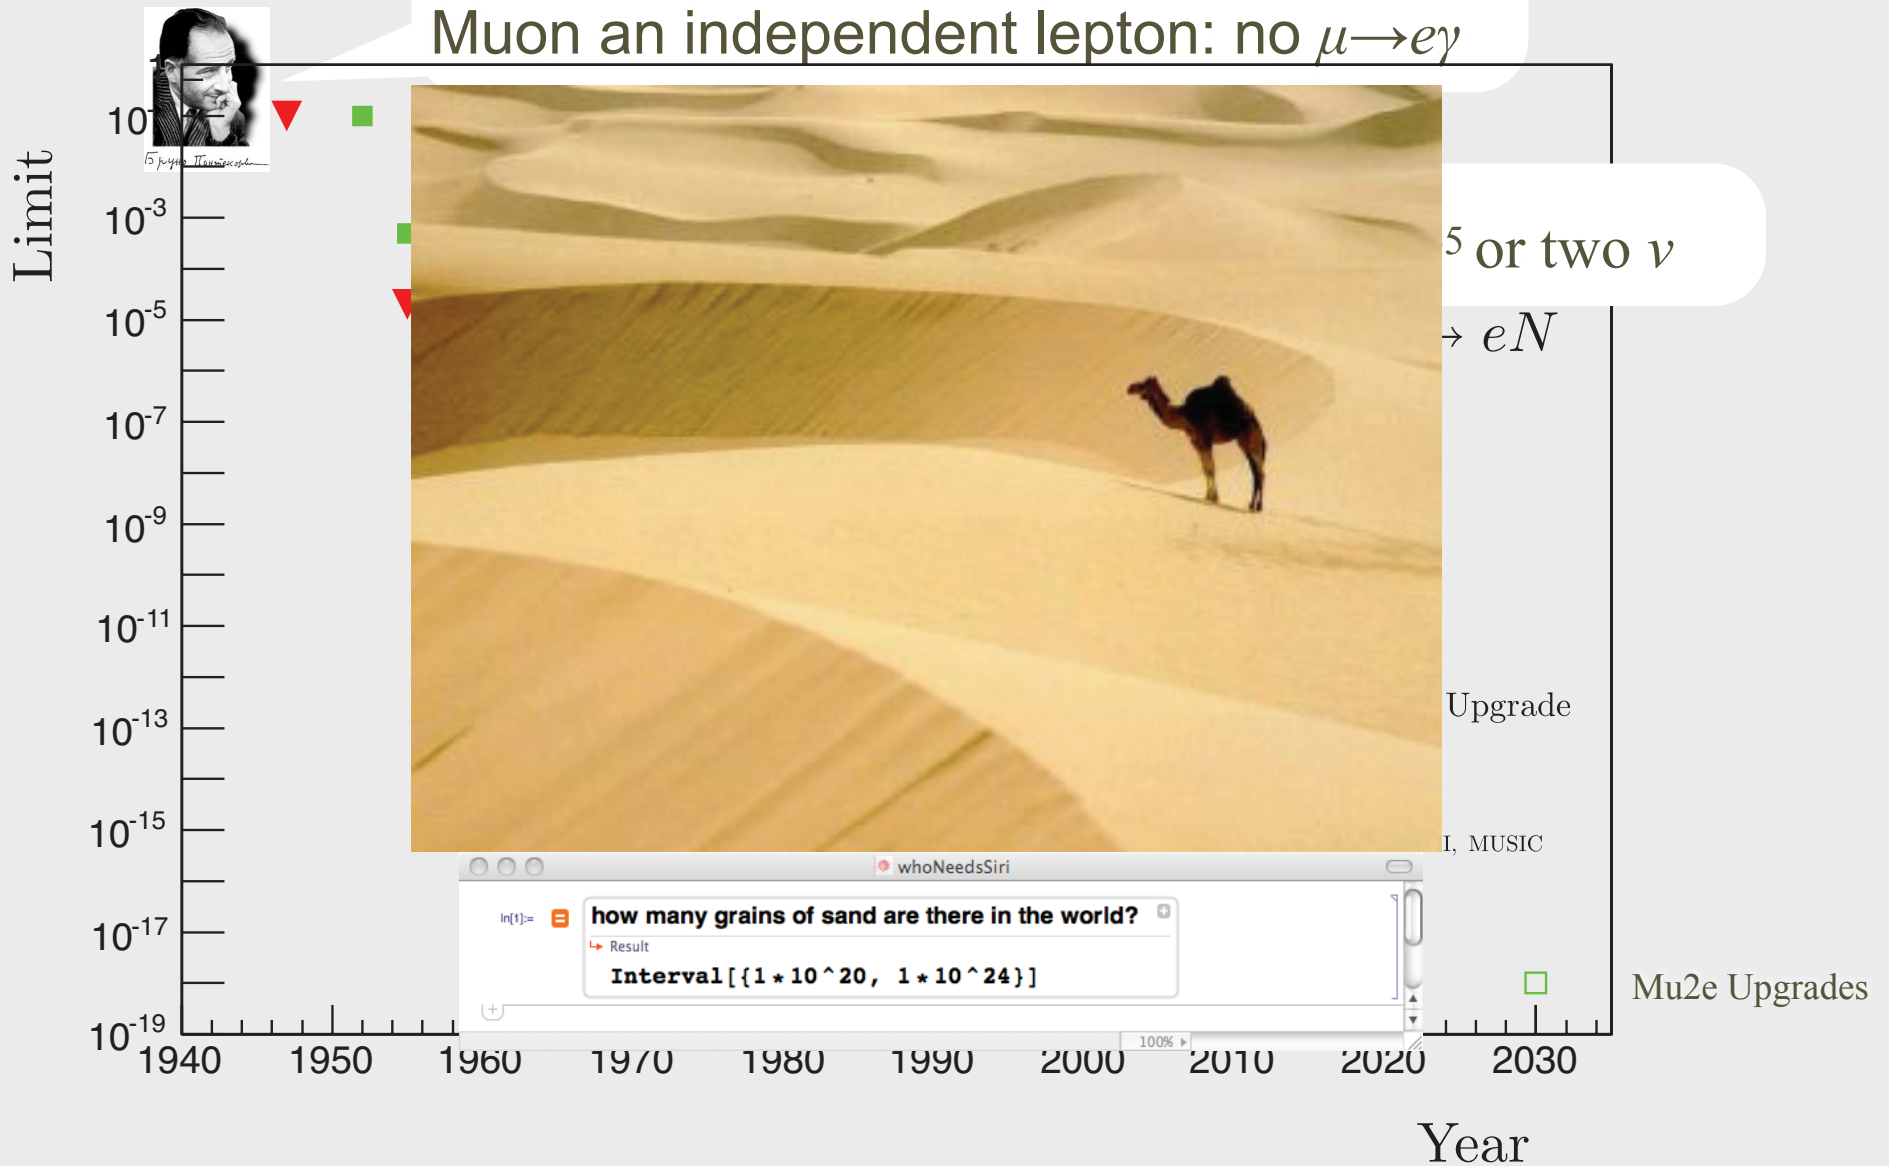 Muon an independent lepton: no μ→eγ
Бруно Понтекорво
Limit
10
10⁻³
10⁻⁵
10⁻⁷
10⁻⁹
10⁻¹¹
10⁻¹³
10⁻¹⁵
10⁻¹⁷
10⁻¹⁹
5 or two ν
→ eN
Upgrade
I, MUSIC
Mu2e Upgrades
whoNeedsSiri
In[1]:=
how many grains of sand are there in the world?
Result
Interval[{1*10^20, 1*10^24}]
100%
1940 1950 1960 1970 1980 1990 2000 2010 2020 2030
Year